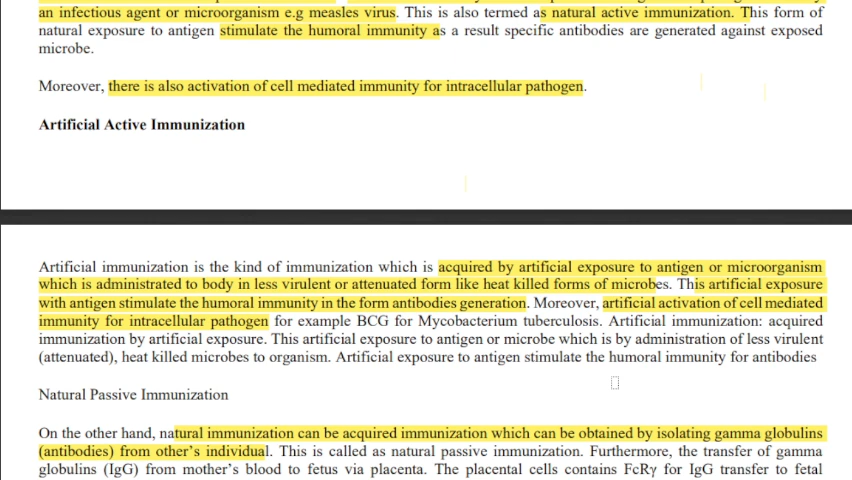 an infectious agent or microorganism e.g measles virus. This is also termed as natural active immunization. This form of
natural exposure to antigen stimulate the humoral immunity as a result specific antibodies are generated against exposed
microbe.
Moreover, there is also activation of cell mediated immunity for intracellular pathogen.
Artificial Active Immunization
Artificial immunization is the kind of immunization which is acquired by artificial exposure to antigen or microorganism
which is administrated to body in less virulent or attenuated form like heat killed forms of microbes. This artificial exposure
with antigen stimulate the humoral immunity in the form antibodies generation. Moreover, artificial activation of cell mediated
immunity for intracellular pathogen for example BCG for Mycobacterium tuberculosis. Artificial immunization: acquired
immunization by artificial exposure. This artificial exposure to antigen or microbe which is by administration of less virulent
(attenuated), heat killed microbes to organism. Artificial exposure to antigen stimulate the humoral immunity for antibodies
Natural Passive Immunization
On the other hand, natural immunization can be acquired immunization which can be obtained by isolating gamma globulins
(antibodies) from other's individual. This is called as natural passive immunization. Furthermore, the transfer of gamma
globulins (IgG) from mother's blood to fetus via placenta. The placental cells contains FcRγ for IgG transfer to fetal